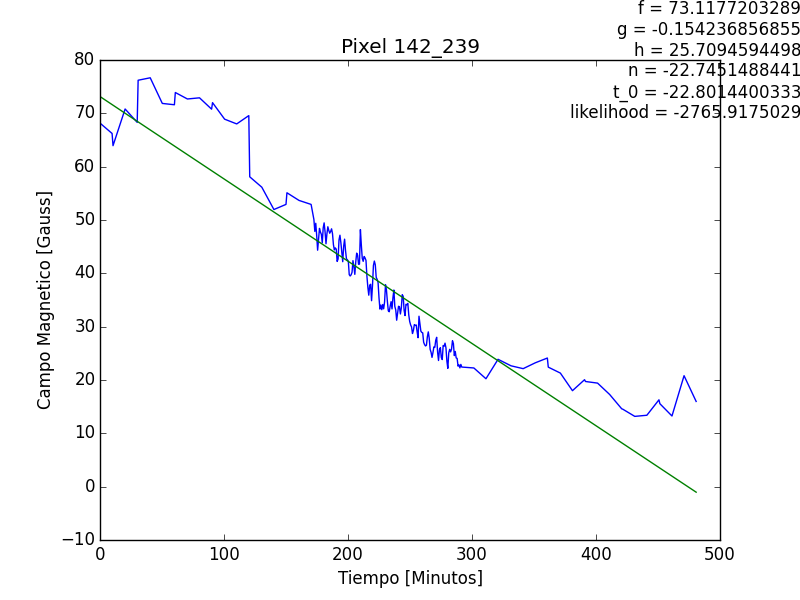 f = 73.1177203289
g = -0.154236856855
h = 25.7094594498
n = -22.7451488441
t_0 = -22.8014400333
likelihood = -2765.9175029
Pixel 142_239
80
70
60
50
40
30
20
10
0
−10
Campo Magnetico [Gauss]
0 100 200 300 400 500
Tiempo [Minutos]